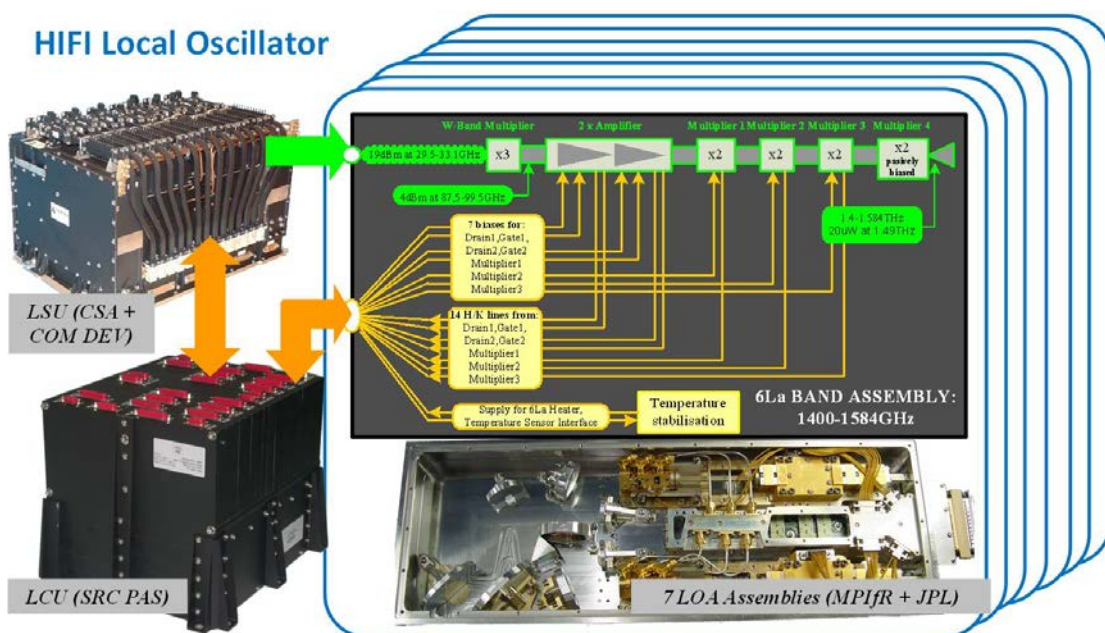 HIFI Local Oscillator
W-Band Multiplier
2 x Amplifier
Multiplier 1
Multiplier 2
Multiplier 3
Multiplier 4
19dBm at 29.5-33.1GHz
x3
x2
x2
x2
x2
pasively
biased
4dBm at 87.5-99.5GHz
1.4-1.584THz
20uW at 1.49THz
7 biases for:
Drain1,Gate1,
Drain2,Gate2
Multiplier1
Multiplier2
Multiplier3
LSU (CSA +
COM DEV)
14 H/K lines from:
Drain1,Gate1,
Drain2,Gate2
Multiplier1
Multiplier2
Multiplier3
Supply for 6La Heater,
Temperature Sensor Interface
Temperature
stabilisation
6La BAND ASSEMBLY:
1400-1584GHz
LCU (SRC PAS)
7 LOA Assemblies (MPIfR + JPL)